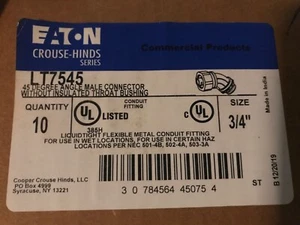 EATON
CROUSE-HINDS
SERIES
Commercial Products
LT7545
45 DEGREE ANGLE MALE CONNECTOR
WITHOUT INSULATED THROAT BUSHING
Made in India
QUANTITY
10
UL
LISTED
385H
CONDUIT
FITTING
C UL
SIZE
3/4"
LIQUIDTIGHT FLEXIBLE METAL CONDUIT FITTING
FOR USE IN WET LOCATIONS, FOR USE IN CERTAIN HAZ
LOCATIONS PER NEC 501-4B, 502-4A, 503-3A
Cooper Crouse Hinds, LLC
PO Box 4999
Syracuse, NY 13221
3 0 784564 45075 4
ST
B 12/20/19